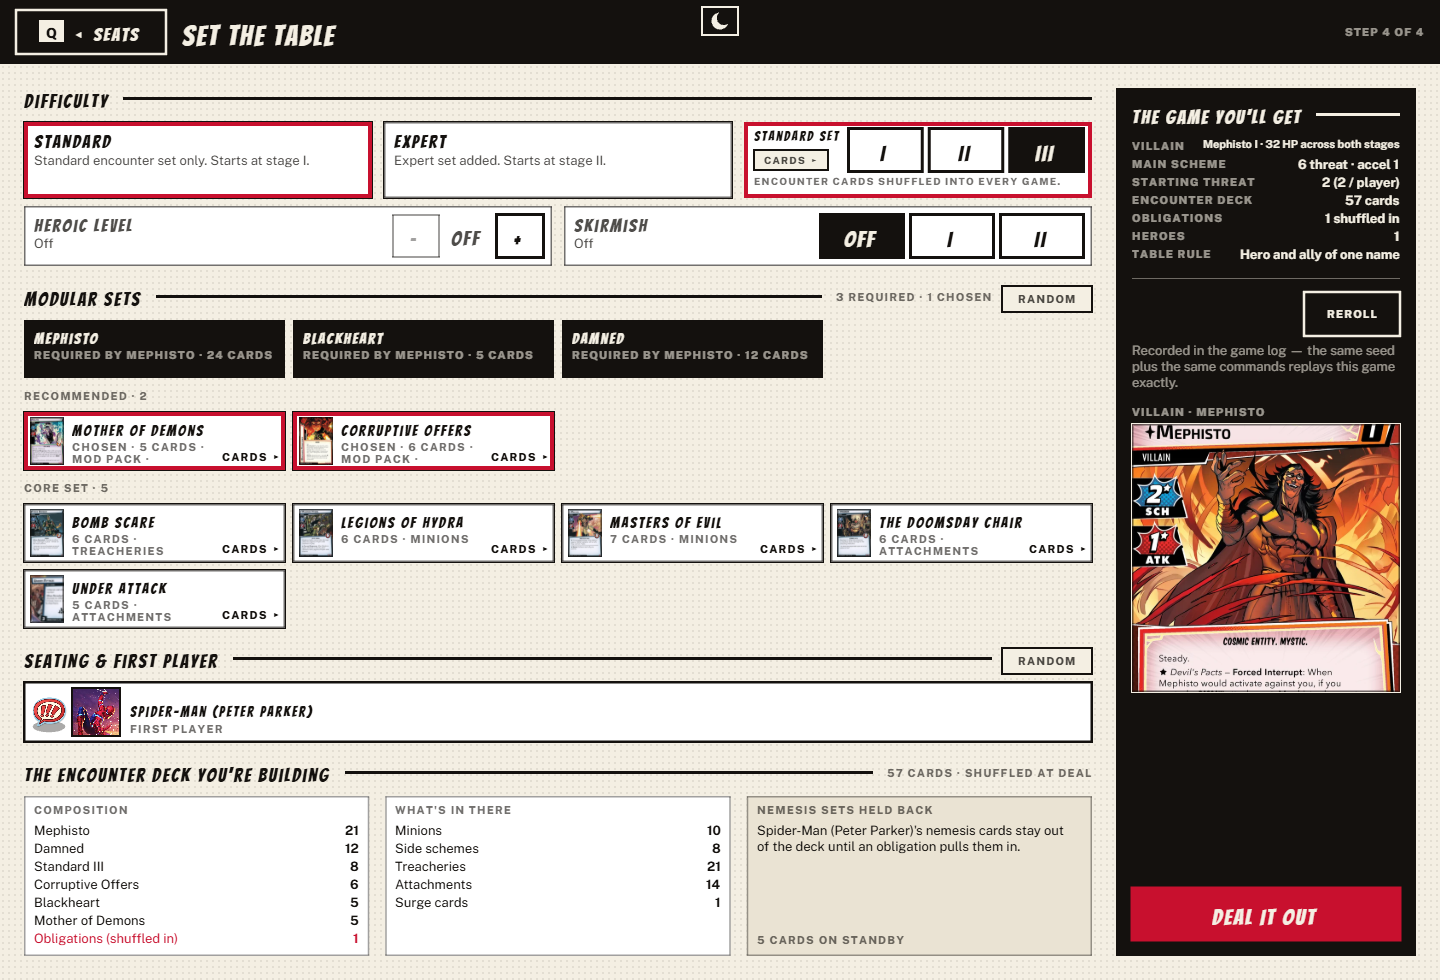 Q ◂ SEATS
SET THE TABLE
STEP 4 OF 4
DIFFICULTY
STANDARD
Standard encounter set only. Starts at stage I.
EXPERT
Expert set added. Starts at stage II.
STANDARD SET
CARDS ▸
I
II
III
ENCOUNTER CARDS SHUFFLED INTO EVERY GAME.
HEROIC LEVEL
Off
-
OFF
+
SKIRMISH
Off
OFF
I
II
MODULAR SETS
3 REQUIRED · 1 CHOSEN
RANDOM
MEPHISTO
REQUIRED BY MEPHISTO · 24 CARDS
BLACKHEART
REQUIRED BY MEPHISTO · 5 CARDS
DAMNED
REQUIRED BY MEPHISTO · 12 CARDS
RECOMMENDED · 2
MOTHER OF DEMONS
CHOSEN · 5 CARDS ·
MOD PACK ·
CARDS ▸
CORRUPTIVE OFFERS
CHOSEN · 6 CARDS ·
MOD PACK ·
CARDS ▸
CORE SET · 5
BOMB SCARE
6 CARDS ·
TREACHERIES
CARDS ▸
LEGIONS OF HYDRA
6 CARDS · MINIONS
CARDS ▸
MASTERS OF EVIL
7 CARDS · MINIONS
CARDS ▸
THE DOOMSDAY CHAIR
6 CARDS ·
ATTACHMENTS
CARDS ▸
UNDER ATTACK
5 CARDS ·
ATTACHMENTS
CARDS ▸
SEATING & FIRST PLAYER
RANDOM
SPIDER-MAN (PETER PARKER)
FIRST PLAYER
THE ENCOUNTER DECK YOU'RE BUILDING
57 CARDS · SHUFFLED AT DEAL
COMPOSITION
Mephisto 21
Damned 12
Standard III 8
Corruptive Offers 6
Blackheart 5
Mother of Demons 5
Obligations (shuffled in) 1
WHAT'S IN THERE
Minions 10
Side schemes 8
Treacheries 21
Attachments 14
Surge cards 1
NEMESIS SETS HELD BACK
Spider-Man (Peter Parker)'s nemesis cards stay out
of the deck until an obligation pulls them in.
5 CARDS ON STANDBY
THE GAME YOU'LL GET
VILLAIN Mephisto I · 32 HP across both stages
MAIN SCHEME 6 threat · accel 1
STARTING THREAT 2 (2 / player)
ENCOUNTER DECK 57 cards
OBLIGATIONS 1 shuffled in
HEROES 1
TABLE RULE Hero and ally of one name
REROLL
Recorded in the game log — the same seed
plus the same commands replays this game
exactly.
VILLAIN · MEPHISTO
MEPHISTO
VILLAIN
2*
SCH
1*
ATK
COSMIC ENTITY. MYSTIC.
Steady.
★ Devil's Pacts – Forced Interrupt: When
Mephisto would activate against you, if you
DEAL IT OUT